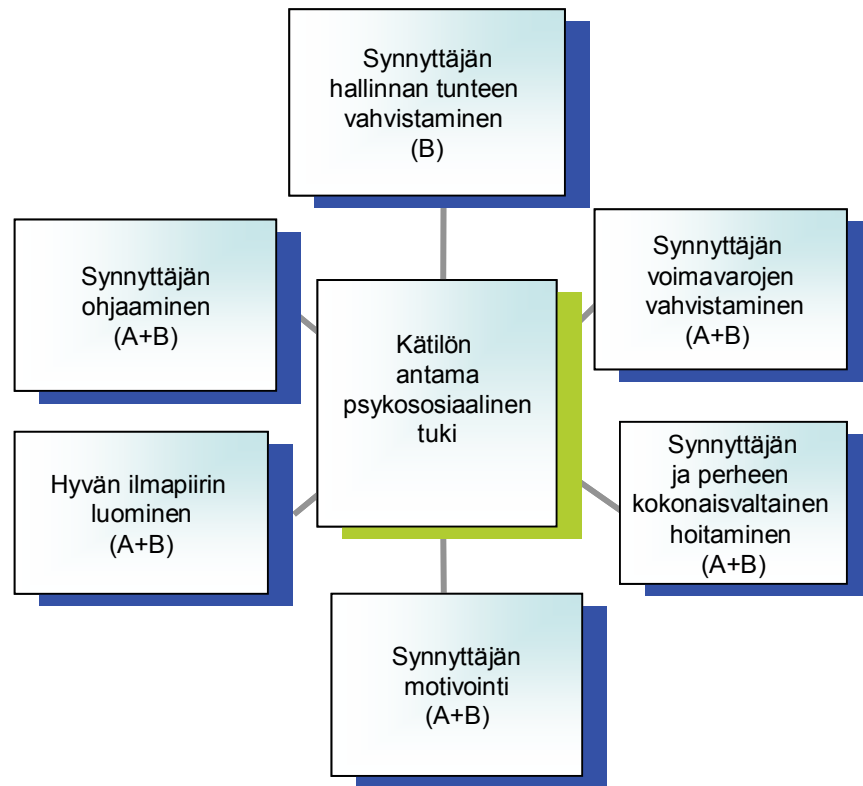 Synnyttäjän
hallinnan tunteen
vahvistaminen
(B)
Synnyttäjän
ohjaaminen
(A+B)
Synnyttäjän
voimavarojen
vahvistaminen
(A+B)
Kätilön
antama
psykososiaalinen
tuki
Hyvän ilmapiirin
luominen
(A+B)
Synnyttäjän
ja perheen
kokonaisvaltainen
hoitaminen
(A+B)
Synnyttäjän
motivointi
(A+B)